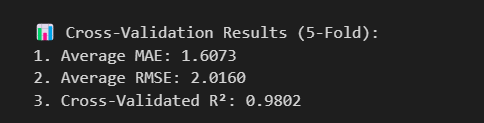 📊 Cross-Validation Results (5-Fold):
1. Average MAE: 1.6073
2. Average RMSE: 2.0160
3. Cross-Validated R²: 0.9802